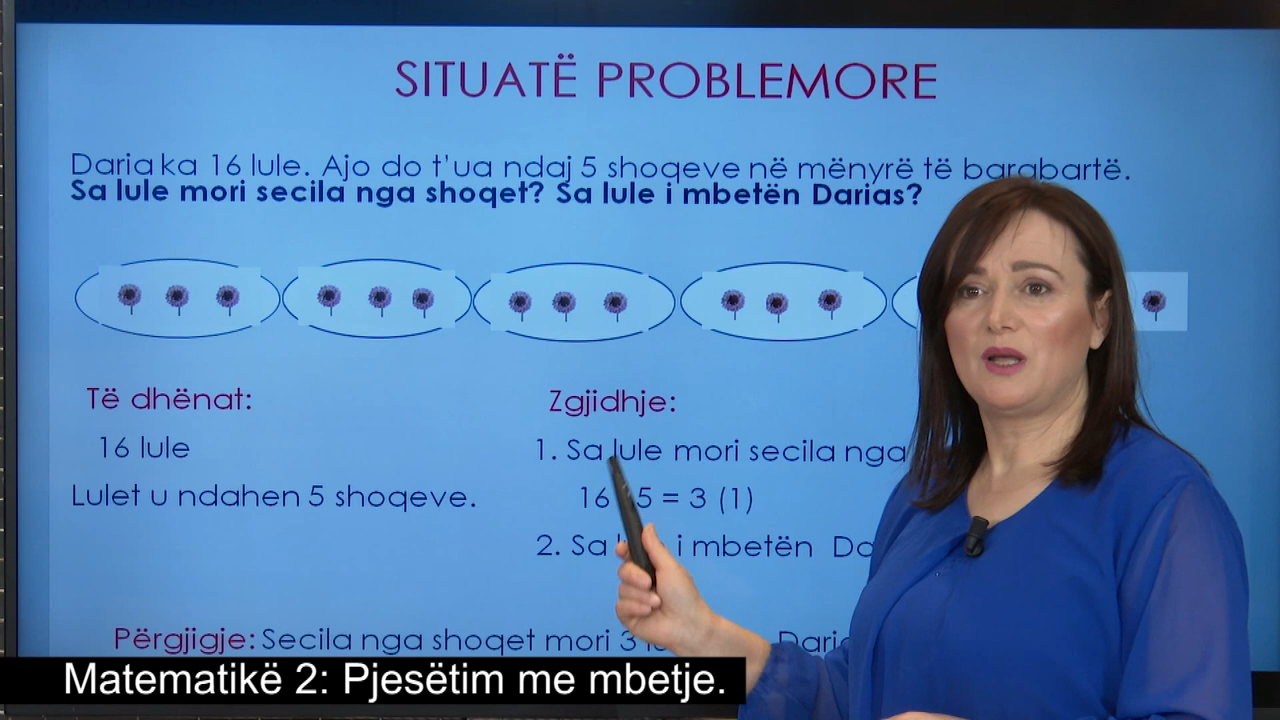 SITUATË PROBLEMORE
Daria ka 16 lule. Ajo do t'ua ndaj 5 shoqeve në mënyrë të barabartë.
Sa lule mori secila nga shoqet? Sa lule i mbetën Darias?
Të dhënat:
Zgjidhje:
16 lule
1. Sa lule mori secila nga
Lulet u ndahen 5 shoqeve.
16 5 = 3 (1)
2. Sa i mbetën
Përgjigje: Secila nga shoqet mori 3
Matematikë 2: Pjesëtim me mbetje.